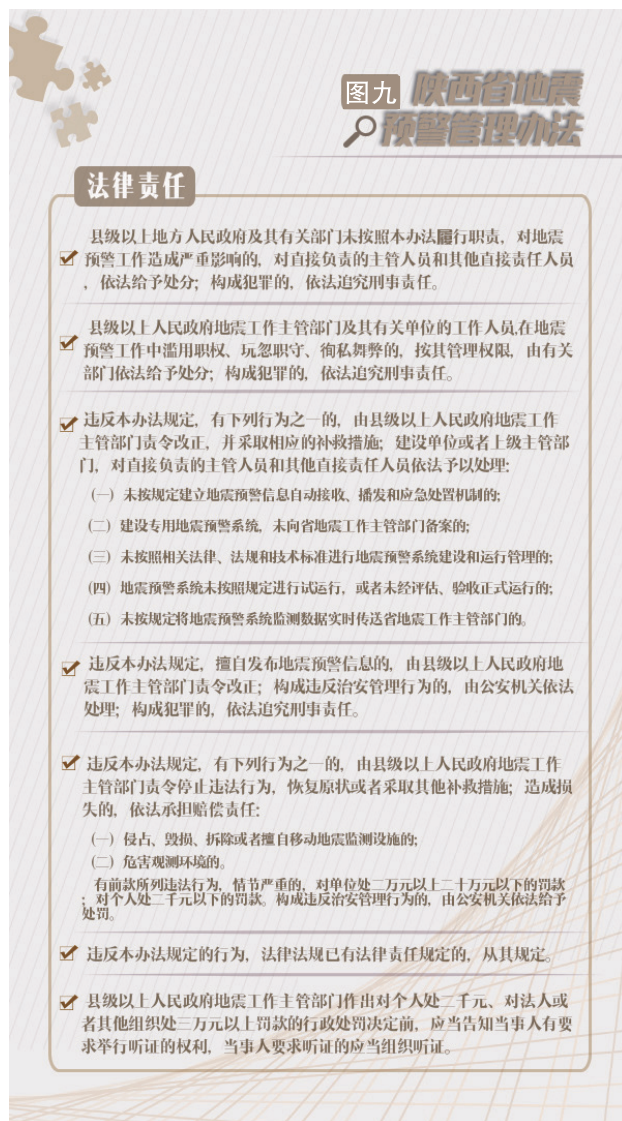 图九 陕西省地震
预警管理办法
法律责任
县级以上地方人民政府及其有关部门未按照本办法履行职责，对地震
预警工作造成严重影响的，对直接负责的主管人员和其他直接责任人员
，依法给予处分；构成犯罪的，依法追究刑事责任。
县级以上人民政府地震工作主管部门及其有关单位的工作人员,在地震
预警工作中滥用职权、玩忽职守、徇私舞弊的，按其管理权限，由有关
部门依法给予处分；构成犯罪的，依法追究刑事责任。
违反本办法规定，有下列行为之一的，由县级以上人民政府地震工作
主管部门责令改正，并采取相应的补救措施；建设单位或者上级主管部
门，对直接负责的主管人员和其他直接责任人员依法予以处理：
（一）未按规定建立地震预警信息自动接收、播发和应急处置机制的；
（二）建设专用地震预警系统，未向省地震工作主管部门备案的；
（三）未按照相关法律、法规和技术标准进行地震预警系统建设和运行管理的；
（四）地震预警系统未按照规定进行试运行，或者未经评估、验收正式运行的；
（五）未按规定将地震预警系统监测数据实时传送省地震工作主管部门的。
违反本办法规定，擅自发布地震预警信息的，由县级以上人民政府地
震工作主管部门责令改正；构成违反治安管理行为的，由公安机关依法
处理；构成犯罪的，依法追究刑事责任。
违反本办法规定，有下列行为之一的，由县级以上人民政府地震工作
主管部门责令停止违法行为，恢复原状或者采取其他补救措施；造成损
失的，依法承担赔偿责任：
（一）侵占、毁损、拆除或者擅自移动地震监测设施的；
（二）危害观测环境的。
有前款所列违法行为，情节严重的，对单位处二万元以上二十万元以下的罚款
；对个人处二千元以下的罚款。构成违反治安管理行为的，由公安机关依法给予
处罚。
违反本办法规定的行为，法律法规已有法律责任规定的，从其规定。
县级以上人民政府地震工作主管部门作出对个人处二千元、对法人或
者其他组织处三万元以上罚款的行政处罚决定前，应当告知当事人有要
求举行听证的权利，当事人要求听证的应当组织听证。